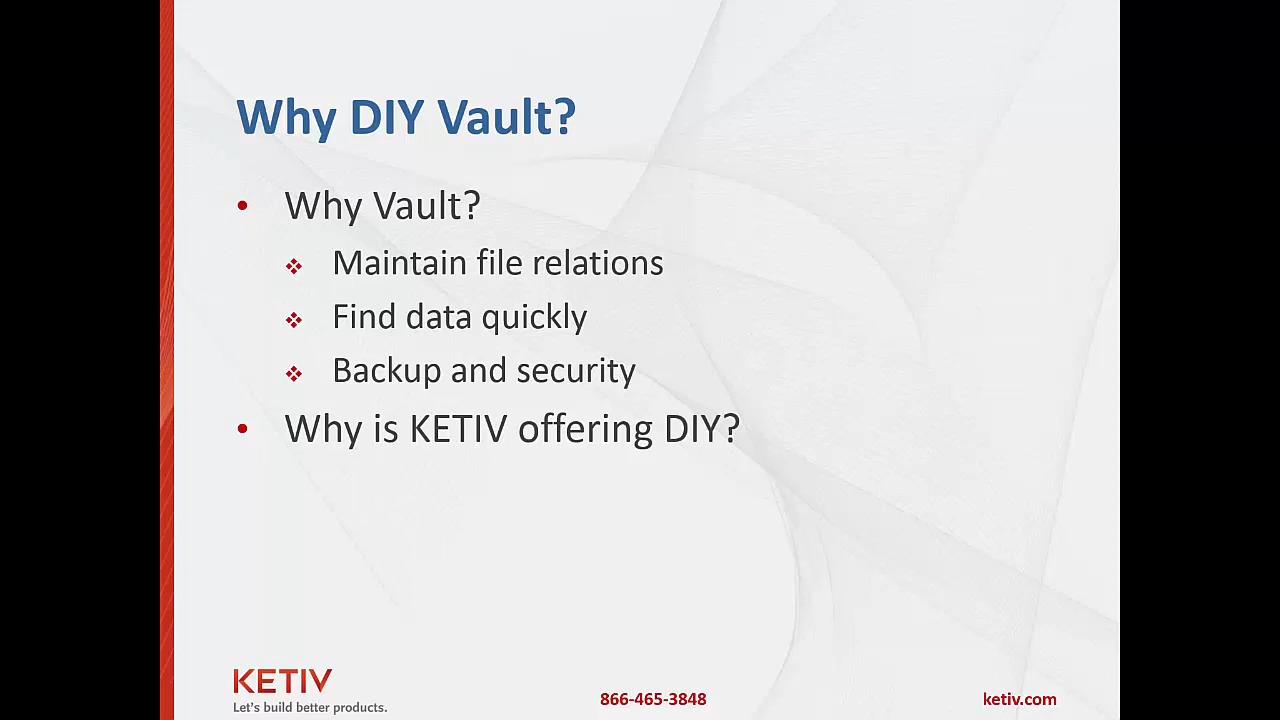 Why DIY Vault?
• Why Vault?
❖ Maintain file relations
❖ Find data quickly
❖ Backup and security
• Why is KETIV offering DIY?
KETIV
Let's build better products.
866-465-3848
ketiv.com